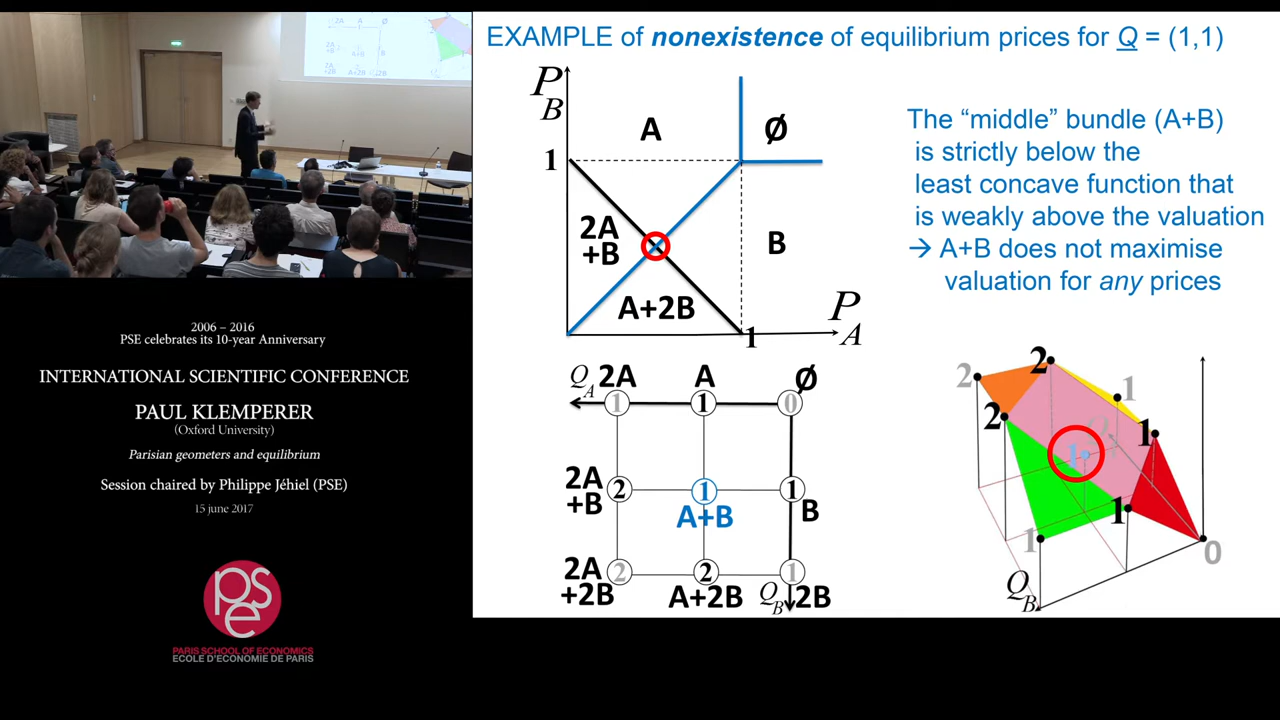 EXAMPLE of nonexistence of equilibrium prices for Q = (1,1)
P
B
A
Ø
1
2A
+B
B
A+2B
P
A
1
The “middle” bundle (A+B)
is strictly below the
least concave function that
is weakly above the valuation
→ A+B does not maximise
valuation for any prices
Q
A
2A
A
Ø
1
1
0
2A
+B
2
1
1
A+B
B
2A
+2B
2
2
1
A+2B
Q
B
2B
2
2
1
2
1
1
1
1
0
Q
B
2006 – 2016
PSE celebrates its 10-year Anniversary
INTERNATIONAL SCIENTIFIC CONFERENCE
PAUL KLEMPERER
(Oxford University)
Parisian geometers and equilibrium
Session chaired by Philippe Jéhiel (PSE)
15 june 2017
pse
PARIS SCHOOL OF ECONOMICS
ECOLE D'ECONOMIE DE PARIS